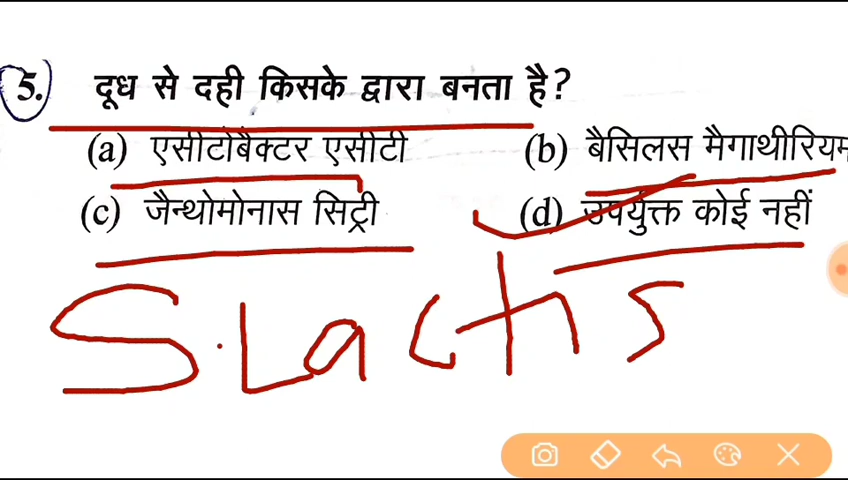 5. दूध से दही किसके द्वारा बनता है?
(a) एसीटोबैक्टर एसीटी (b) बैसिलस मैगाथीरियम
(c) जैन्थोमोनास सिट्री (d) उपर्युक्त कोई नहीं
S. Lactis